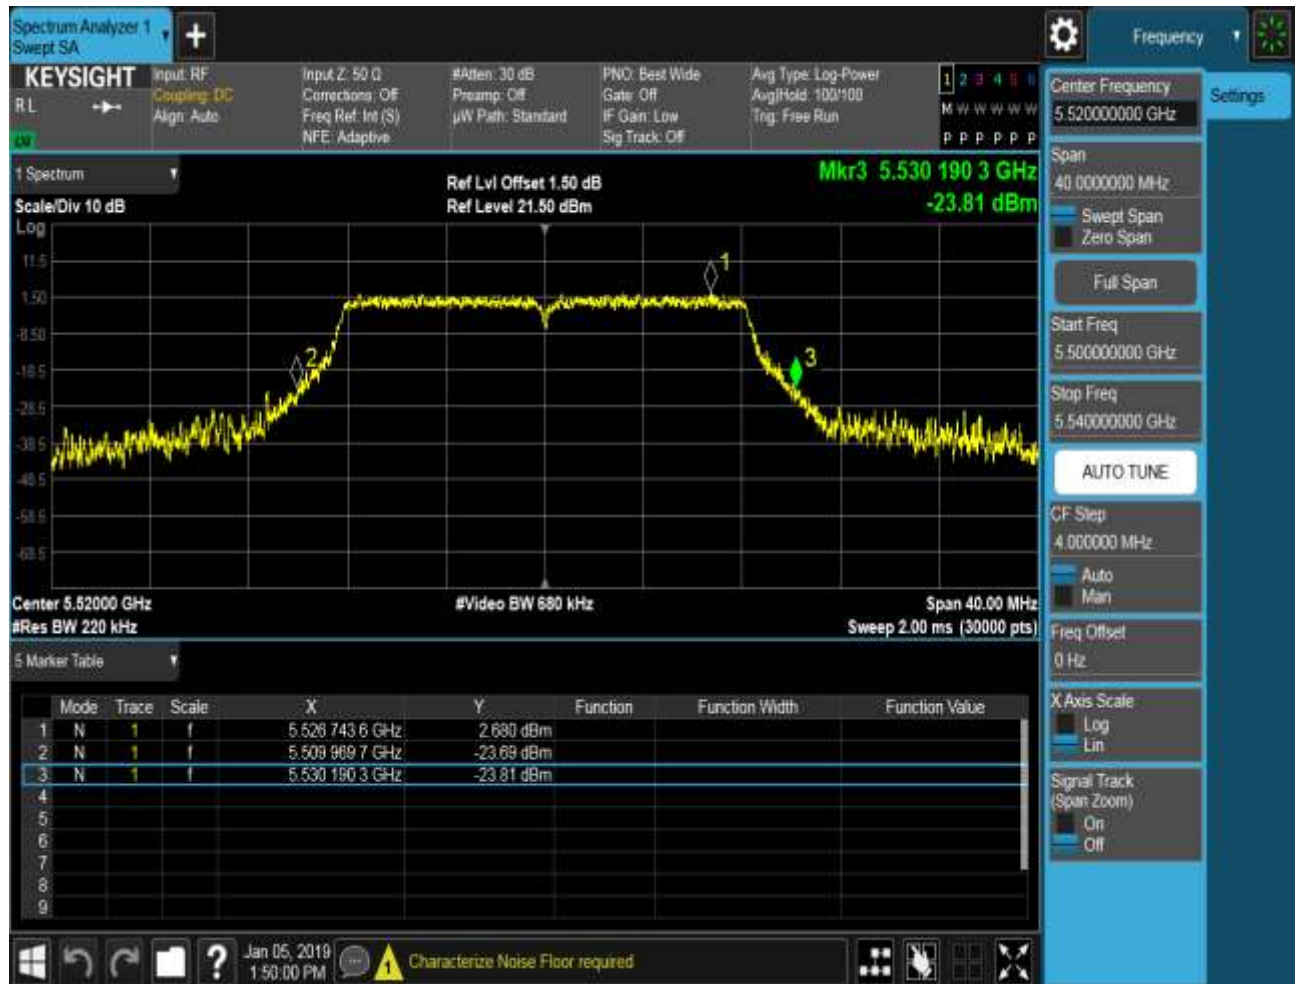 Spectrum Analyzer 1
Swept SA
+
Frequency
KEYSIGHT
RL
Input: RF
Coupling: DC
Align: Auto
Input Z: 50 Ω
Corrections: Off
Freq Ref: Int (S)
NFE: Adaptive
#Atten: 30 dB
Preamp: Off
µW Path: Standard
PNO: Best Wide
Gate: Off
IF Gain: Low
Sig Track: Off
Avg Type: Log-Power
Avg|Hold: 100/100
Trig: Free Run
1 2 3 4 5 6
M W W W W W
P P P P P P
1 Spectrum
Scale/Div 10 dB
Ref Lvl Offset 1.50 dB
Ref Level 21.50 dBm
Mkr3 5.530 190 3 GHz
-23.81 dBm
Log
11.5
1.50
-8.50
-18.5
-28.5
-38.5
-48.5
-58.5
-68.5
1
2
3
Center 5.52000 GHz
#Video BW 680 kHz
Span 40.00 MHz
#Res BW 220 kHz
Sweep 2.00 ms (30000 pts)
5 Marker Table
Mode Trace Scale X Y Function Function Width Function Value
1 N 1 f 5.526 743 6 GHz 2.680 dBm
2 N 1 f 5.509 969 7 GHz -23.69 dBm
3 N 1 f 5.530 190 3 GHz -23.81 dBm
4
5
6
7
8
9
Jan 05, 2019
1:50:00 PM
Characterize Noise Floor required
Settings
Center Frequency
5.520000000 GHz
Span
40.0000000 MHz
Swept Span
Zero Span
Full Span
Start Freq
5.500000000 GHz
Stop Freq
5.540000000 GHz
AUTO TUNE
CF Step
4.000000 MHz
Auto
Man
Freq Offset
0 Hz
X Axis Scale
Log
Lin
Signal Track
(Span Zoom)
On
Off